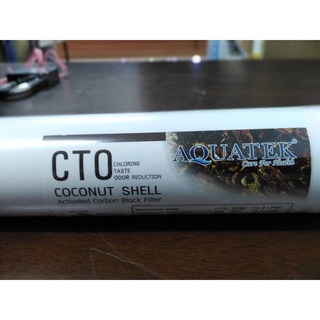 CTO
CHLORINE
TASTE
ODOR REDUCTION
AQUATEK
Care For Health
COCONUT SHELL
Activated Carbon Block Filter